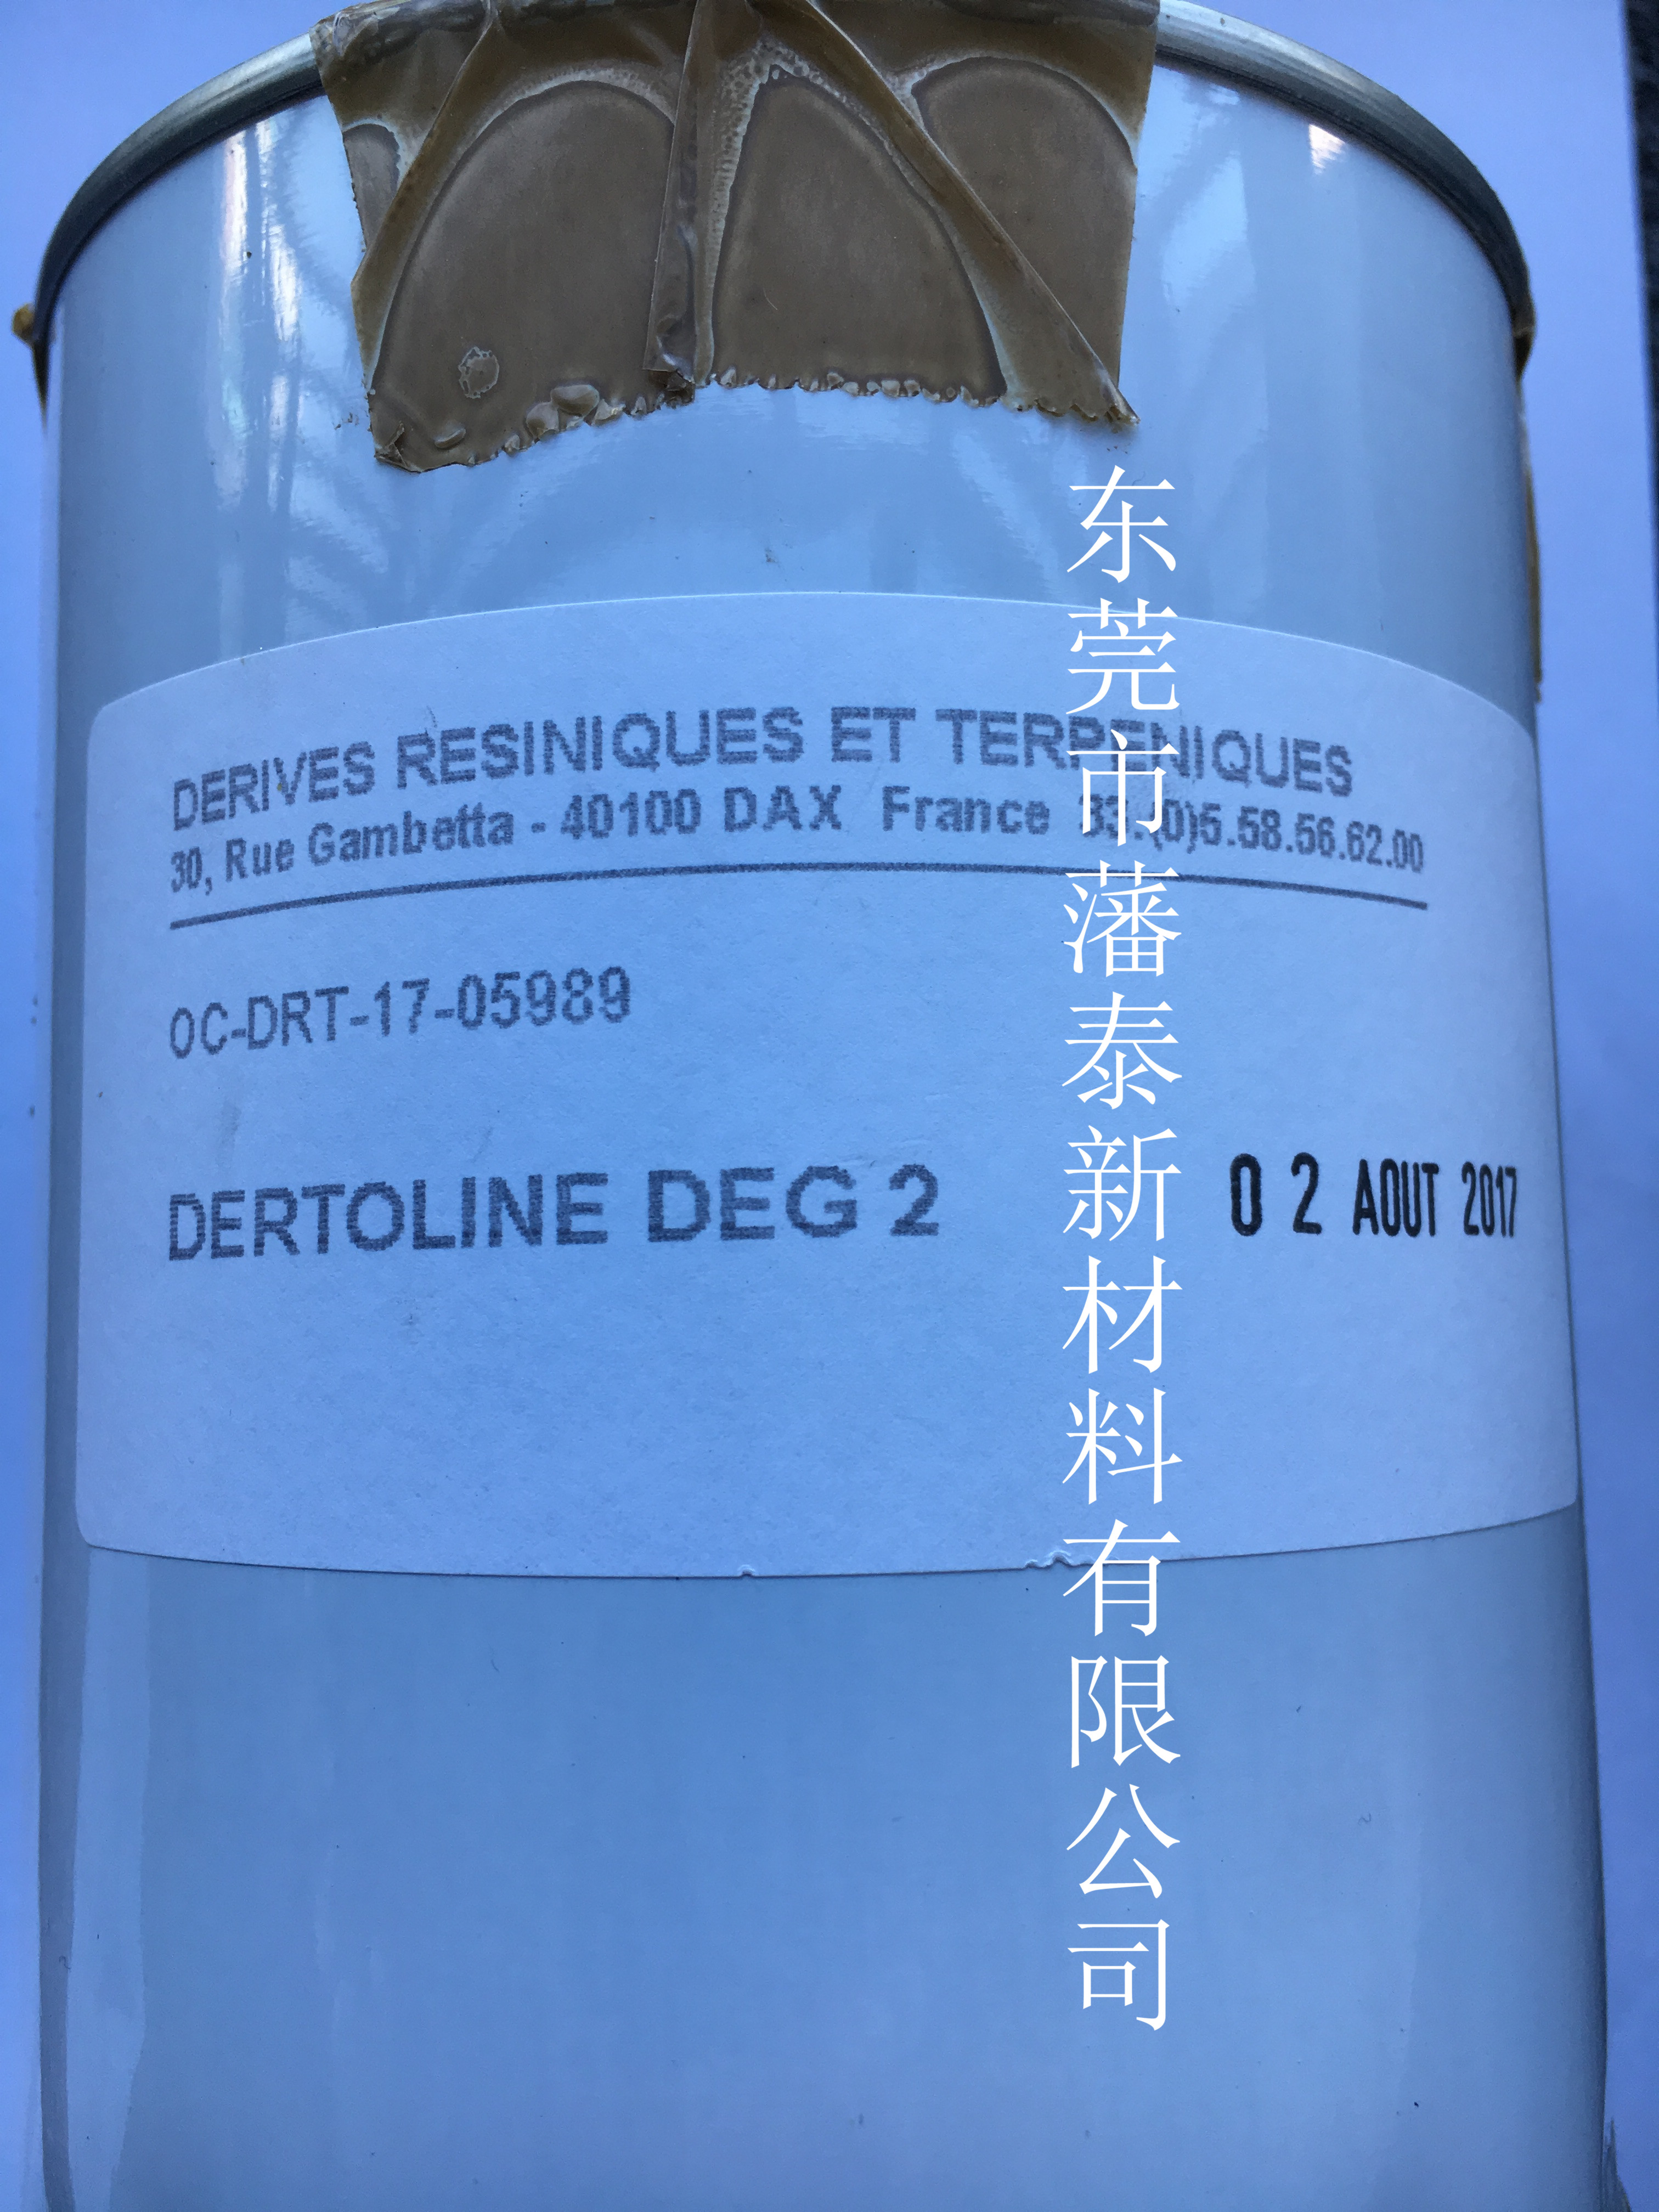 DERIVES RESINIQUES ET TERPENIQUES
30, Rue Gambetta - 40100 DAX France 33.(0)5.58.56.62.00
OC-DRT-17-05989
DERTOLINE DEG 2
02 AOUT 2017
东莞市藩泰新材料有限公司